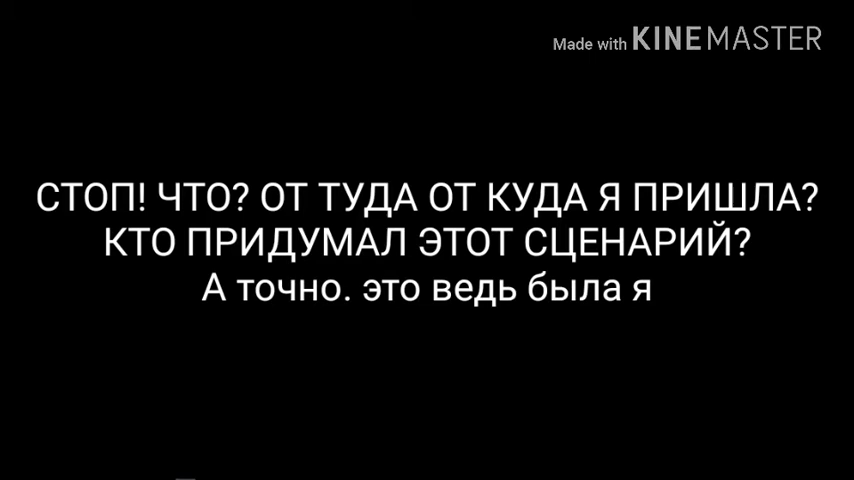 Made with KINEMASTER
СТОП! ЧТО? ОТ ТУДА ОТ КУДА Я ПРИШЛА?
КТО ПРИДУМАЛ ЭТОТ СЦЕНАРИЙ?
А точно. это ведь была я